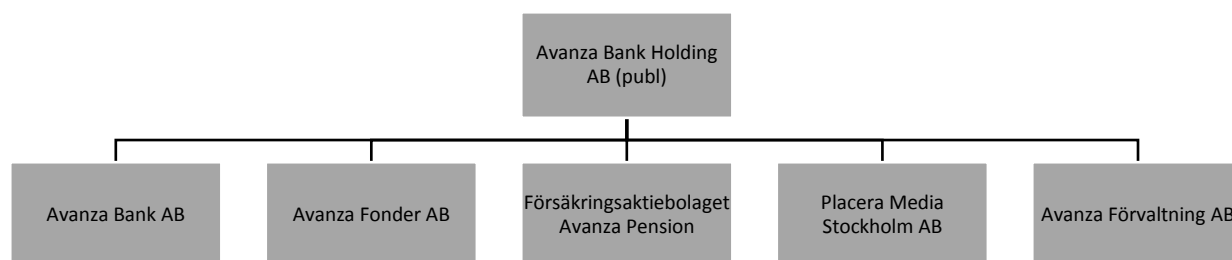 Avanza Bank Holding
AB (publ)
Avanza Bank AB
Avanza Fonder AB
Försäkringsaktiebolaget
Avanza Pension
Placera Media
Stockholm AB
Avanza Förvaltning AB